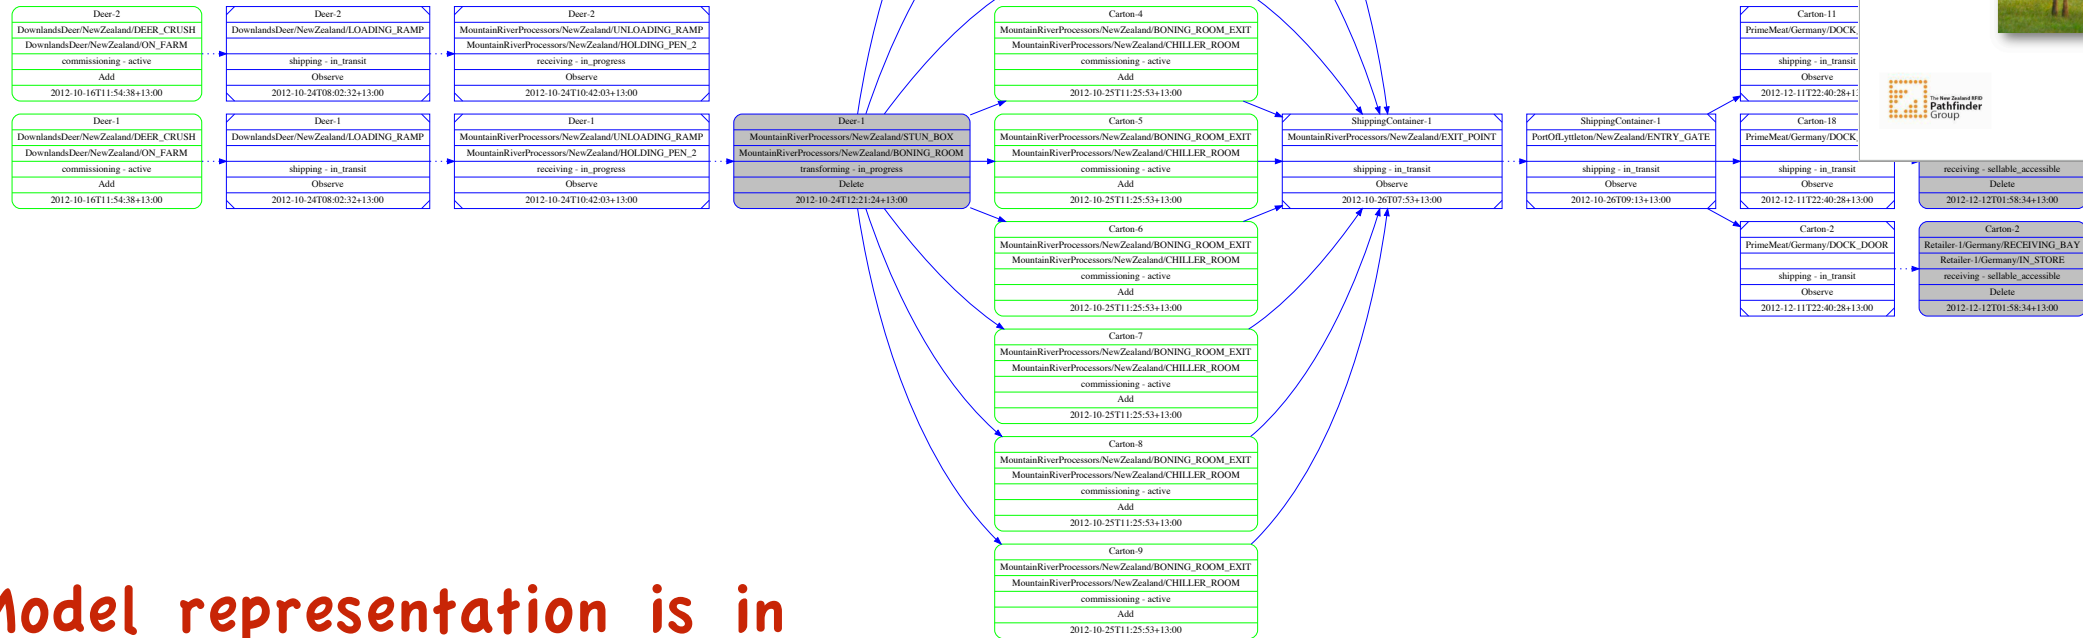 Deer-2
DownlandsDeer/NewZealand/DEER_CRUSH
DownlandsDeer/NewZealand/ON_FARM
commissioning - active
Add
2012-10-16T11:54:38+13:00
Deer-2
DownlandsDeer/NewZealand/LOADING_RAMP
shipping - in_transit
Observe
2012-10-24T08:02:32+13:00
Deer-2
MountainRiverProcessors/NewZealand/UNLOADING_RAMP
MountainRiverProcessors/NewZealand/HOLDING_PEN_2
receiving - in_progress
Observe
2012-10-24T10:42:03+13:00
Carton-4
MountainRiverProcessors/NewZealand/BONING_ROOM_EXIT
MountainRiverProcessors/NewZealand/CHILLER_ROOM
commissioning - active
Add
2012-10-25T11:25:53+13:00
Carton-11
PrimeMeat/Germany/DOCK_
shipping - in_transit
Observe
2012-12-11T22:40:28+1
The New Zealand RFID
Pathfinder
Group
Deer-1
DownlandsDeer/NewZealand/DEER_CRUSH
DownlandsDeer/NewZealand/ON_FARM
commissioning - active
Add
2012-10-16T11:54:38+13:00
Deer-1
DownlandsDeer/NewZealand/LOADING_RAMP
shipping - in_transit
Observe
2012-10-24T08:02:32+13:00
Deer-1
MountainRiverProcessors/NewZealand/UNLOADING_RAMP
MountainRiverProcessors/NewZealand/HOLDING_PEN_2
receiving - in_progress
Observe
2012-10-24T10:42:03+13:00
Deer-1
MountainRiverProcessors/NewZealand/STUN_BOX
MountainRiverProcessors/NewZealand/BONING_ROOM
transforming - in_progress
Delete
2012-10-24T12:21:24+13:00
Carton-5
MountainRiverProcessors/NewZealand/BONING_ROOM_EXIT
MountainRiverProcessors/NewZealand/CHILLER_ROOM
commissioning - active
Add
2012-10-25T11:25:53+13:00
ShippingContainer-1
MountainRiverProcessors/NewZealand/EXIT_POINT
shipping - in_transit
Observe
2012-10-26T07:53+13:00
ShippingContainer-1
PortOfLyttleton/NewZealand/ENTRY_GATE
shipping - in_transit
Observe
2012-10-26T09:13+13:00
Carton-18
PrimeMeat/Germany/DOCK_
shipping - in_transit
Observe
2012-12-11T22:40:28+13:00
receiving - sellable_accessible
Delete
2012-12-12T01:58:34+13:00
Carton-6
MountainRiverProcessors/NewZealand/BONING_ROOM_EXIT
MountainRiverProcessors/NewZealand/CHILLER_ROOM
commissioning - active
Add
2012-10-25T11:25:53+13:00
Carton-2
PrimeMeat/Germany/DOCK_DOOR
shipping - in_transit
Observe
2012-12-11T22:40:28+13:00
Carton-2
Retailer-1/Germany/RECEIVING_BAY
Retailer-1/Germany/IN_STORE
receiving - sellable_accessible
Delete
2012-12-12T01:58:34+13:00
Carton-7
MountainRiverProcessors/NewZealand/BONING_ROOM_EXIT
MountainRiverProcessors/NewZealand/CHILLER_ROOM
commissioning - active
Add
2012-10-25T11:25:53+13:00
Carton-8
MountainRiverProcessors/NewZealand/BONING_ROOM_EXIT
MountainRiverProcessors/NewZealand/CHILLER_ROOM
commissioning - active
Add
2012-10-25T11:25:53+13:00
Carton-9
MountainRiverProcessors/NewZealand/BONING_ROOM_EXIT
MountainRiverProcessors/NewZealand/CHILLER_ROOM
commissioning - active
Add
2012-10-25T11:25:53+13:00
Model representation is in